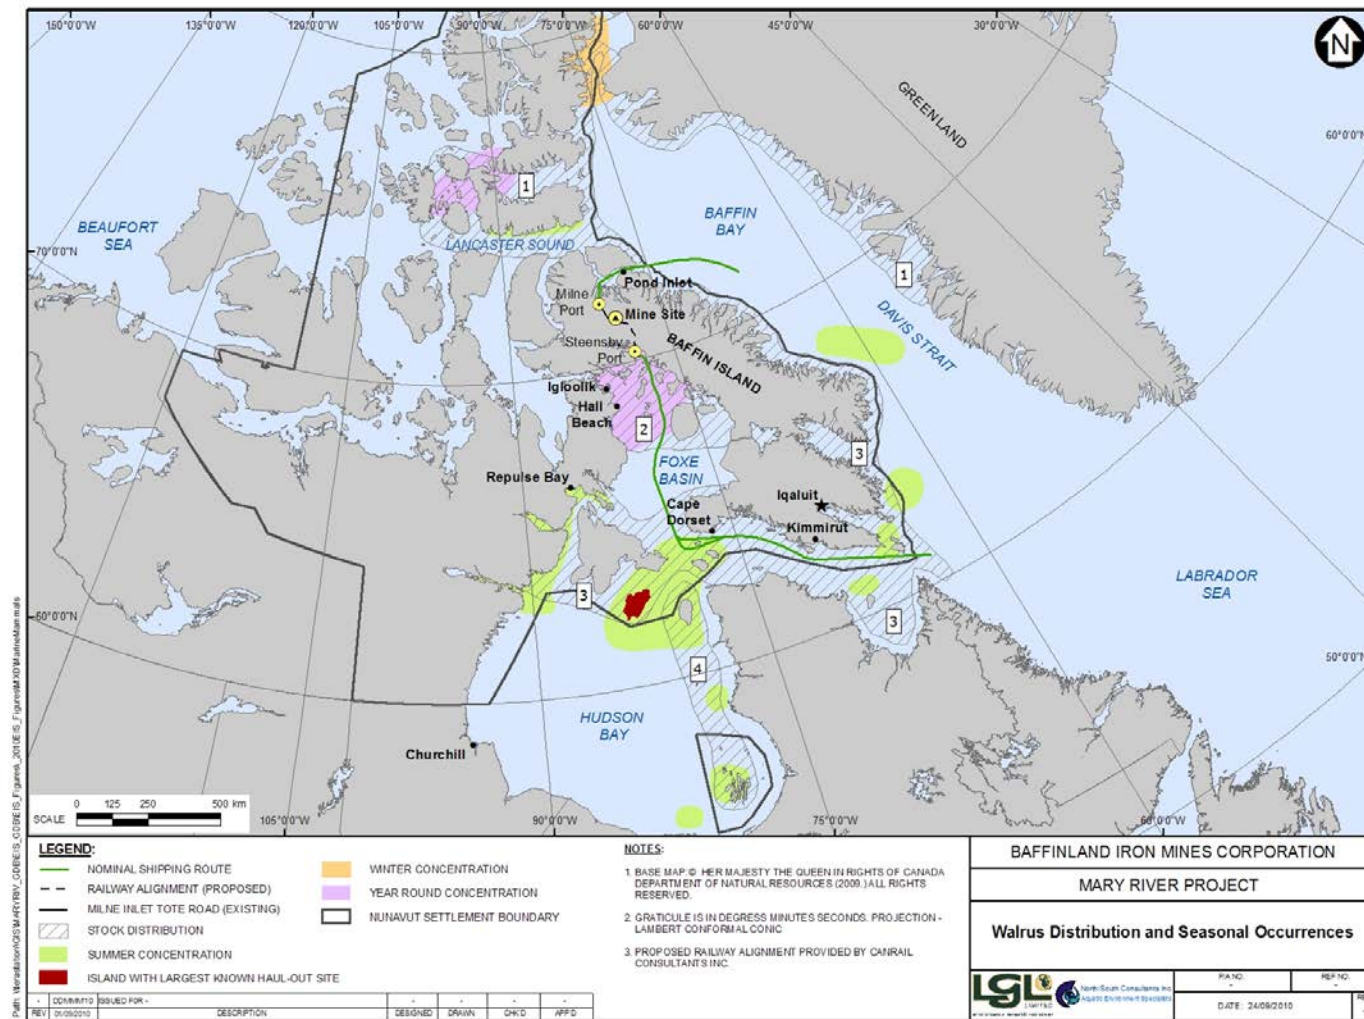 150°0'0"W
135°0'0"W
120°0'0"W
105°0'0"W
90°0'0"W
75°0'0"W
60°0'0"W
45°0'0"W
30°0'0"W
N
GREENLAND
60°0'0"N
1
BEAUFORT
SEA
BAFFIN
BAY
LANCASTER SOUND
70°0'0"N
1
Pond Inlet
Milne
Port
Mine Site
DAVIS STRAIT
Steensby
Port
BAFFIN ISLAND
Igloolik
Hall
Beach
2
3
FOXE
BASIN
Repulse Bay
Iqaluit
Cape
Dorset
Kimmirut
LABRADOR
SEA
3
3
60°0'0"N
50°0'0"N
4
HUDSON
BAY
Churchill
SCALE
0 125 250 500 km
105°0'0"W
90°0'0"W
75°0'0"W
60°0'0"W
LEGEND:
NOMINAL SHIPPING ROUTE
RAILWAY ALIGNMENT (PROPOSED)
MILNE INLET TOTE ROAD (EXISTING)
STOCK DISTRIBUTION
SUMMER CONCENTRATION
ISLAND WITH LARGEST KNOWN HAUL-OUT SITE
WINTER CONCENTRATION
YEAR ROUND CONCENTRATION
NUNAVUT SETTLEMENT BOUNDARY
NOTES:
1. BASE MAP: © HER MAJESTY THE QUEEN IN RIGHTS OF CANADA
DEPARTMENT OF NATURAL RESOURCES (2009.) ALL RIGHTS
RESERVED.
2. GRATICULE IS IN DEGRESS MINUTES SECONDS. PROJECTION -
LAMBERT CONFORMAL CONIC
3. PROPOSED RAILWAY ALIGNMENT PROVIDED BY CANRAIL
CONSULTANTS INC.
BAFFINLAND IRON MINES CORPORATION
MARY RIVER PROJECT
Walrus Distribution and Seasonal Occurrences
LGL
LIMITED
North/South Consultants Inc.
Aquatic Environment Specialists
P/A NO.
-
REF NO.
-
DATE: 24/09/2010
- DDMMM'10 ISSUED FOR - - - - -
REV DESCRIPTION DESIGNED DRAWN CHK'D APP'D